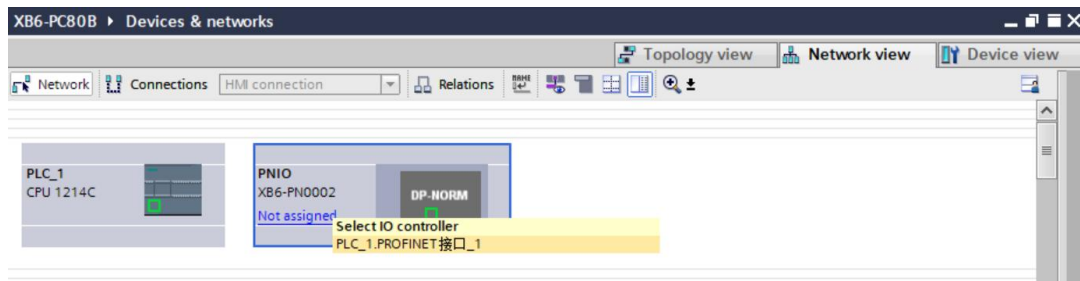 XB6-PC80B ▸ Devices & networks
Topology view
Network view
Device view
Network
Connections
HMI connection
Relations
PLC_1
CPU 1214C
PNIO
XB6-PN0002
DP-NORM
Not assigned
Select IO controller
PLC_1.PROFINET接口_1